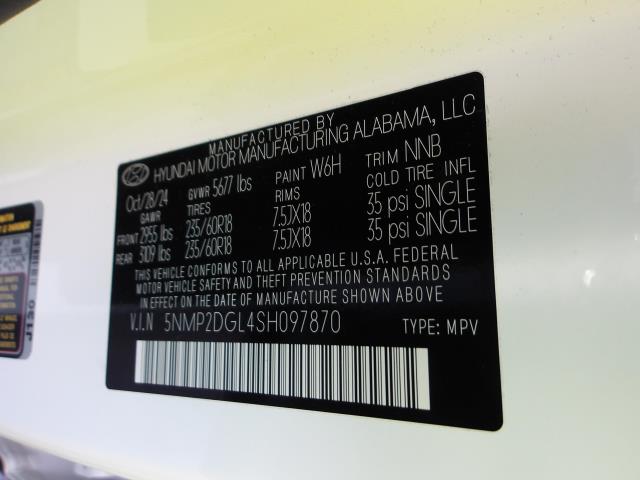 MANUFACTURED BY
HYUNDAI MOTOR MANUFACTURING ALABAMA, LLC
Oct/28/24 GVWR 5677 lbs PAINT W6H TRIM NNB
GAWR TIRES RIMS COLD TIRE INFL
FRONT 2955 lbs 235/60R18 7.5JX18 35 psi SINGLE
REAR 3109 lbs 235/60R18 7.5JX18 35 psi SINGLE
THIS VEHICLE CONFORMS TO ALL APPLICABLE U.S.A. FEDERAL
MOTOR VEHICLE SAFETY AND THEFT PREVENTION STANDARDS
IN EFFECT ON THE DATE OF MANUFACTURE SHOWN ABOVE
V.I.N 5NMP2DGL4SH097870 TYPE: MPV
J130